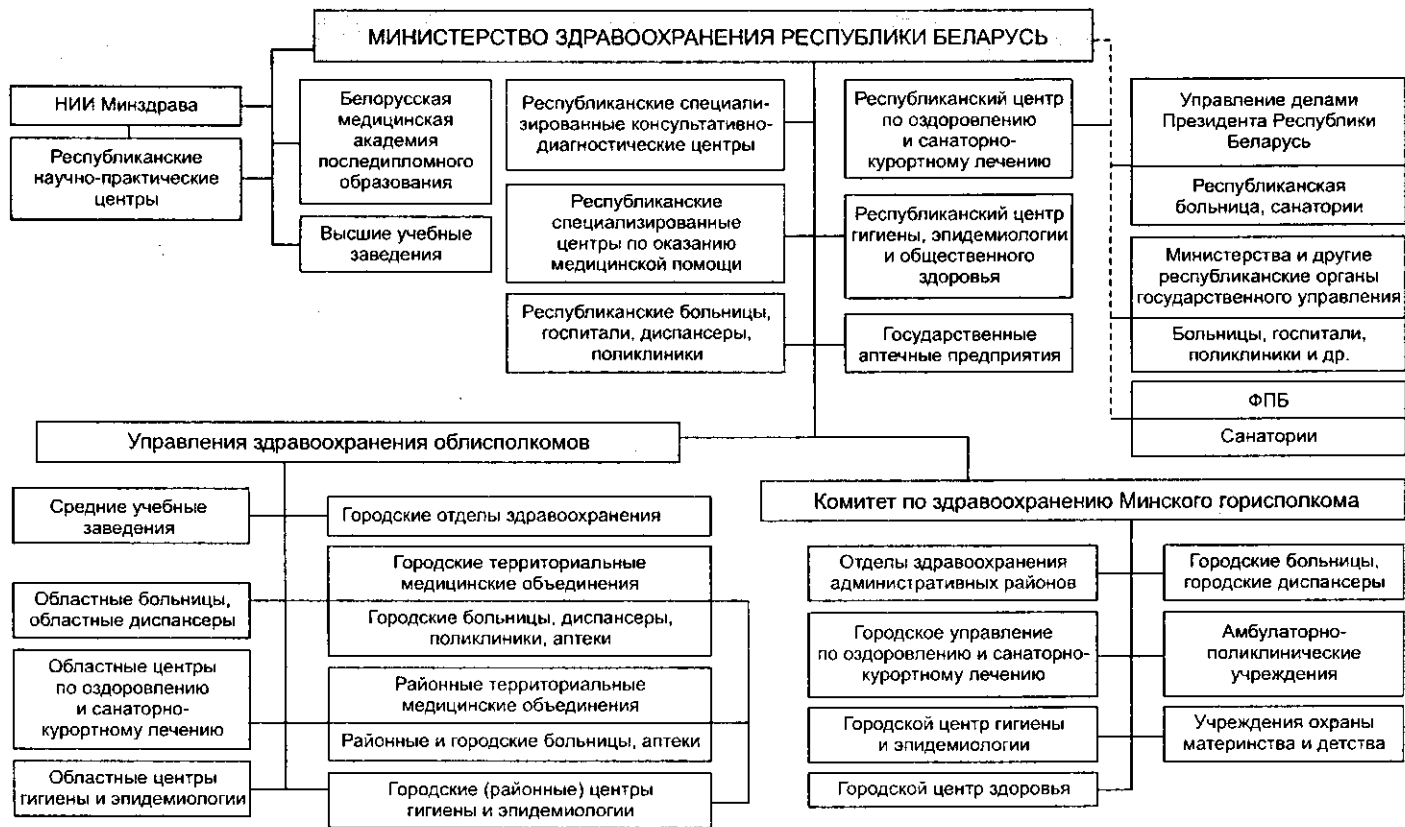 МИНИСТЕРСТВО ЗДРАВООХРАНЕНИЯ РЕСПУБЛИКИ БЕЛАРУСЬ
НИИ Минздрава
Республиканские
научно-практические
центры
Белорусская
медицинская
академия
последипломного
образования
Высшие учебные
заведения
Республиканские специали-
зированные консультативно-
диагностические центры
Республиканские
специализированные
центры по оказанию
медицинской помощи
Республиканские больницы,
госпитали, диспансеры,
поликлиники
Республиканский центр
по оздоровлению
и санаторно-
курортному лечению
Республиканский центр
гигиены, эпидемиологии
и общественного
здоровья
Государственные
аптечные предприятия
Управление делами
Президента Республики
Беларусь
Республиканская
больница, санатории
Министерства и другие
республиканские органы
государственного управления
Больницы, госпитали,
поликлиники и др.
ФПБ
Санатории
Управления здравоохранения облисполкомов
Средние учебные
заведения
Областные больницы,
областные диспансеры
Областные центры
по оздоровлению
и санаторно-
курортному лечению
Областные центры
гигиены и эпидемиологии
Городские отделы здравоохранения
Городские территориальные
медицинские объединения
Городские больницы, диспансеры,
поликлиники, аптеки
Районные территориальные
медицинские объединения
Районные и городские больницы, аптеки
Городские (районные) центры
гигиены и эпидемиологии
Комитет по здравоохранению Минского горисполкома
Отделы здравоохранения
административных районов
Городское управление
по оздоровлению и санаторно-
курортному лечению
Городской центр гигиены
и эпидемиологии
Городской центр здоровья
Городские больницы,
городские диспансеры
Амбулаторно-
поликлинические
учреждения
Учреждения охраны
материнства и детства